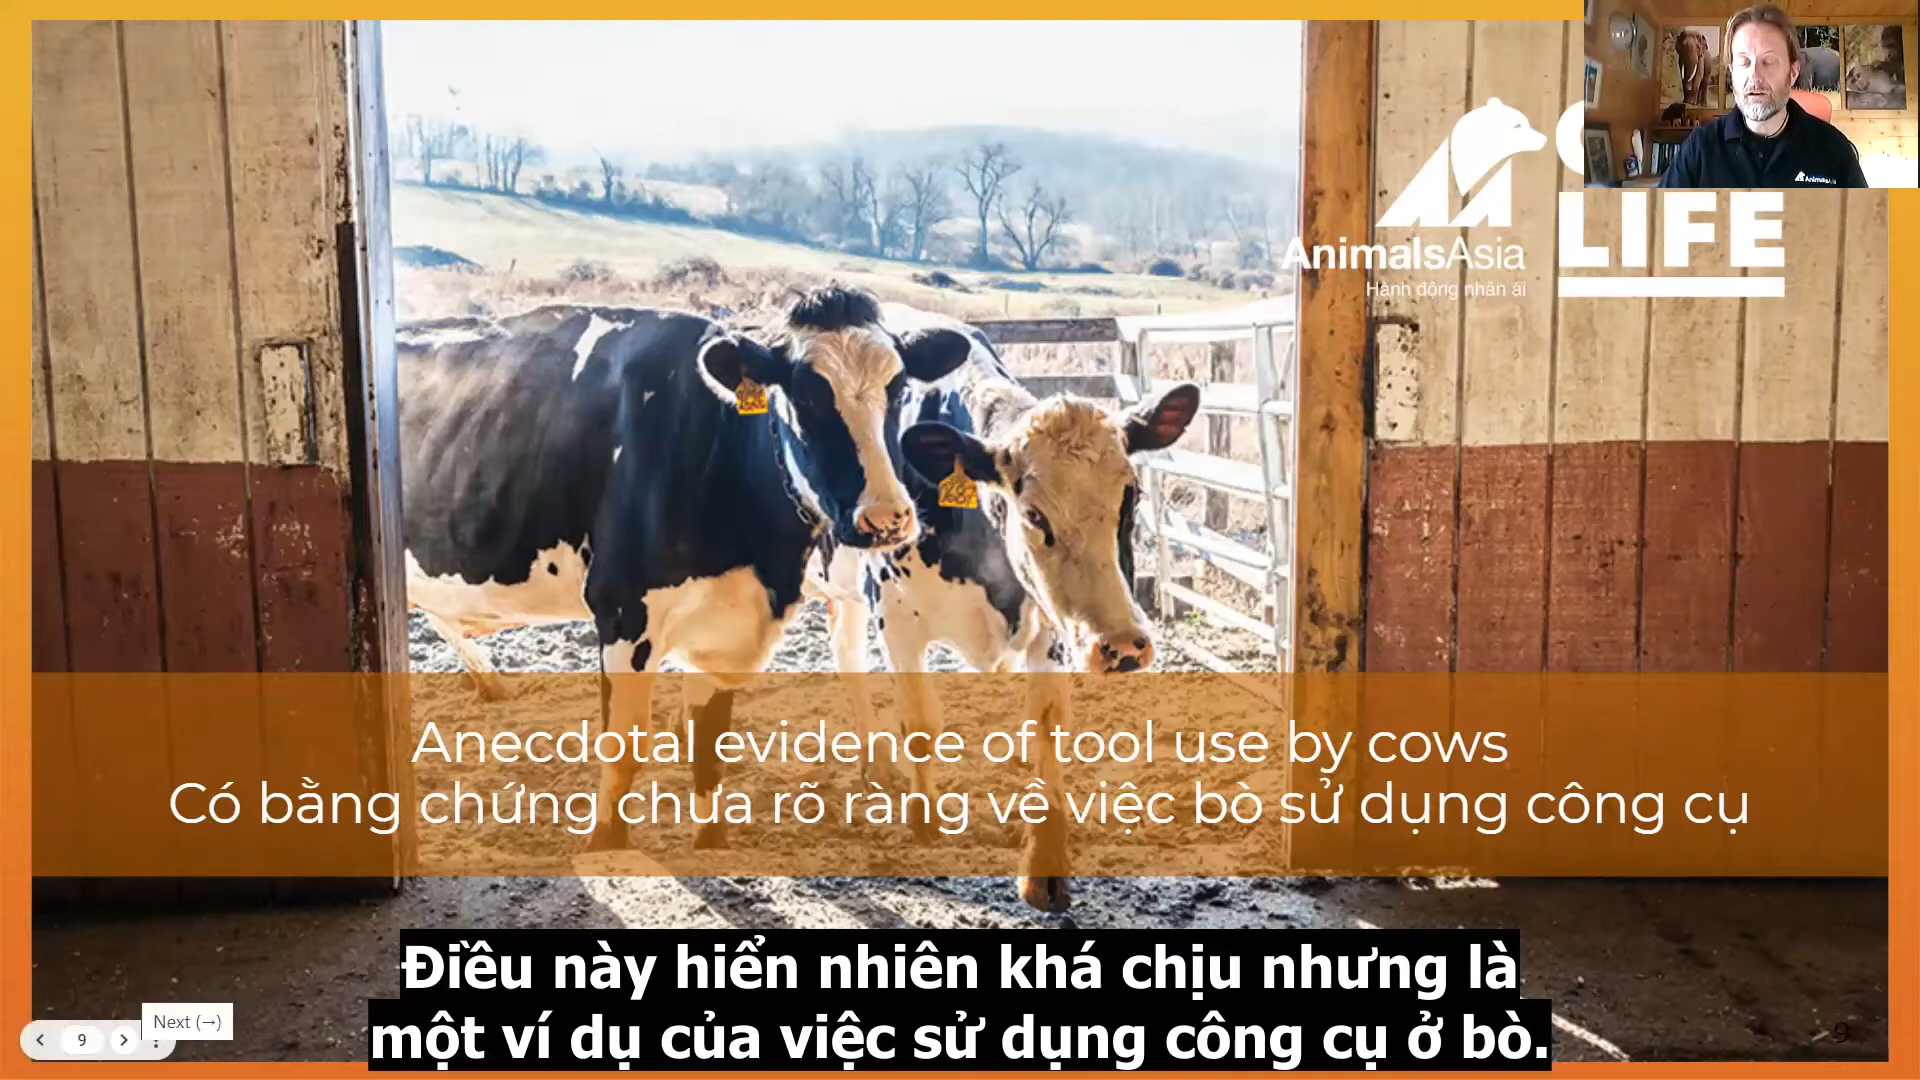 AnimalsAsia
Hành động nhân ái
LIFE
AnimalsAsia
1687
Anecdotal evidence of tool use by cows
Có bằng chứng chưa rõ ràng về việc bò sử dụng công cụ
Điều này hiển nhiên khá chịu nhưng là
một ví dụ của việc sử dụng công cụ ở bò.
Next (→)
9
9